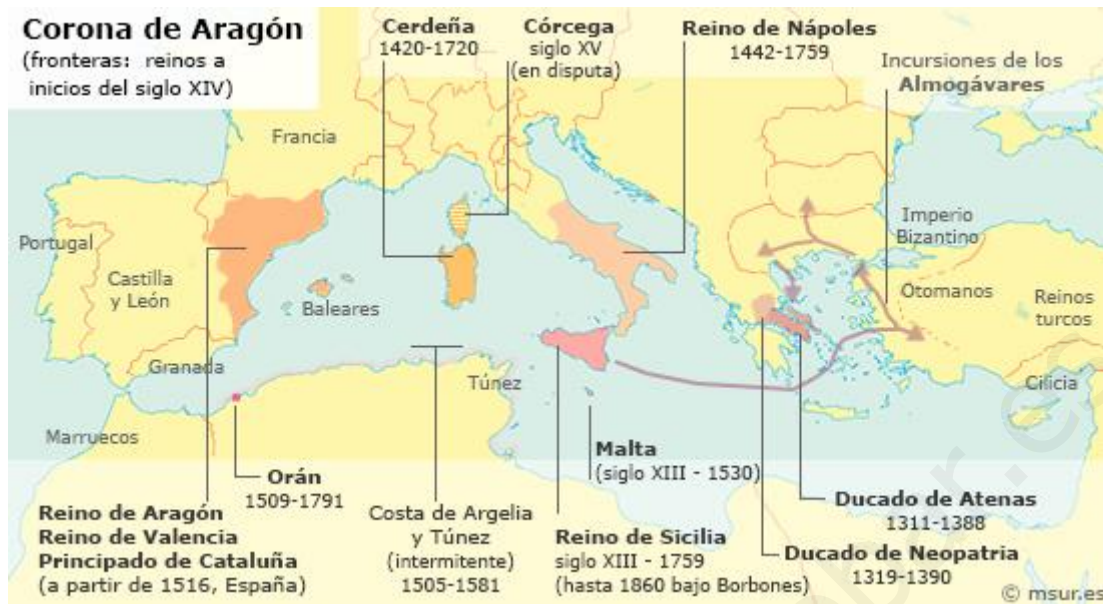 Corona de Aragón
(fronteras: reinos a
inicios del siglo XIV)
Cerdeña
1420-1720
Córcega
siglo XV
(en disputa)
Reino de Nápoles
1442-1759
Incursiones de los
Almogávares
Francia
Portugal
Castilla
y León
Baleares
Granada
Marruecos
Túnez
Imperio
Bizantino
Otomanos
Reinos
turcos
Cilicia
Orán
1509-1791
Malta
(siglo XIII - 1530)
Reino de Aragón
Reino de Valencia
Principado de Cataluña
(a partir de 1516, España)
Costa de Argelia
y Túnez
(intermitente)
1505-1581
Reino de Sicilia
siglo XIII - 1759
(hasta 1860 bajo Borbones)
Ducado de Atenas
1311-1388
Ducado de Neopatria
1319-1390
© msur.es